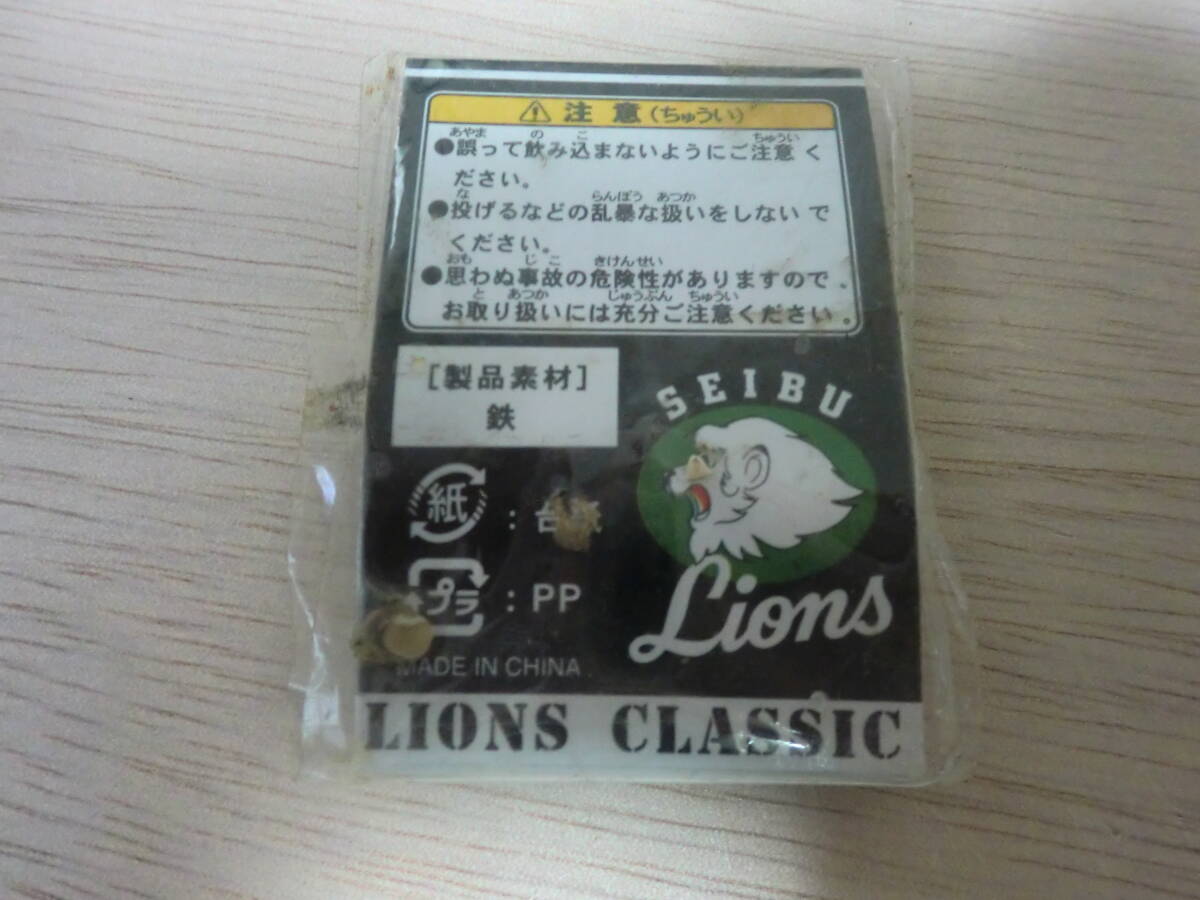 ⚠ 注意(ちゅうい)
あやま の こ ちゅうい
●誤って飲み込まないようにご注意く
ださい。
な らんぼう あつか
●投げるなどの乱暴な扱いをしないで
ください。
おも じこ きけんせい
●思わぬ事故の危険性がありますので、
と あつか じゅうぶん ちゅうい
お取り扱いには充分ご注意ください。
[製品素材]
鉄
紙 : 台紙
プラ : PP
MADE IN CHINA
SEIBU
Lions
LIONS CLASSIC